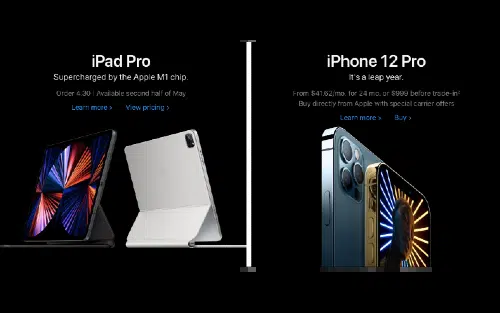 iPad Pro
Supercharged by the Apple M1 chip.
Order 4.30 | Available second half of May
Learn more > View pricing >
iPhone 12 Pro
It's a leap year.
From $41.62/mo. for 24 mo. or $999 before trade-in²
Buy directly from Apple with special carrier offers
Learn more > Buy >